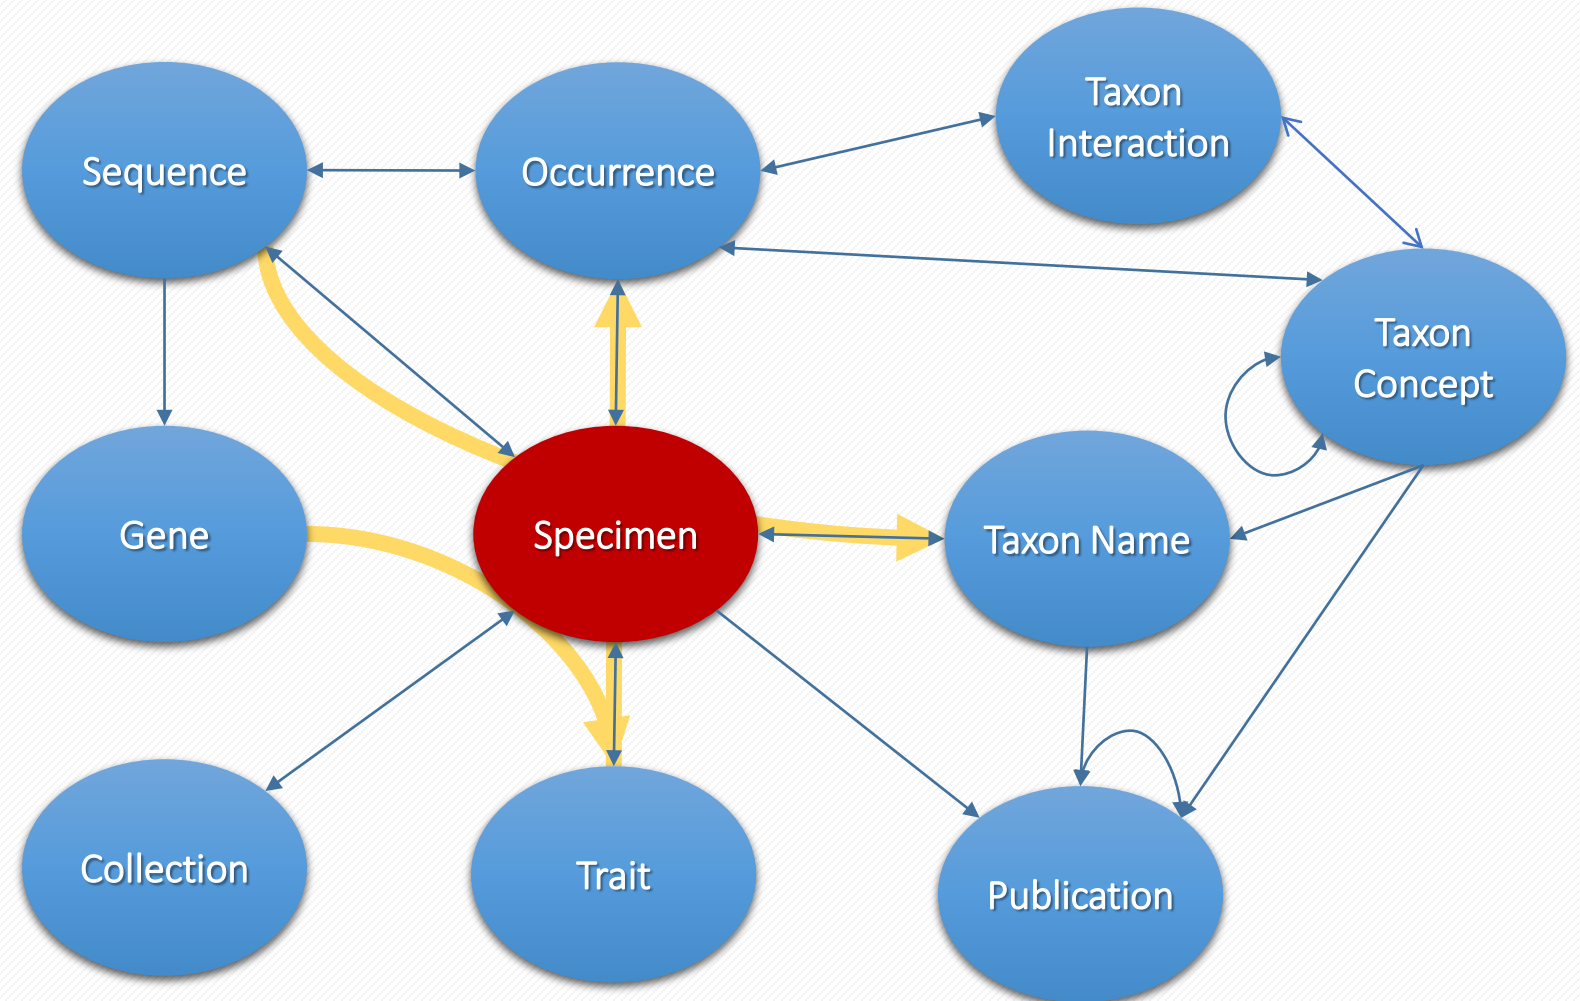 Taxon
Interaction
Sequence
Occurrence
Taxon
Concept
Gene
Specimen
Taxon Name
Collection
Trait
Publication